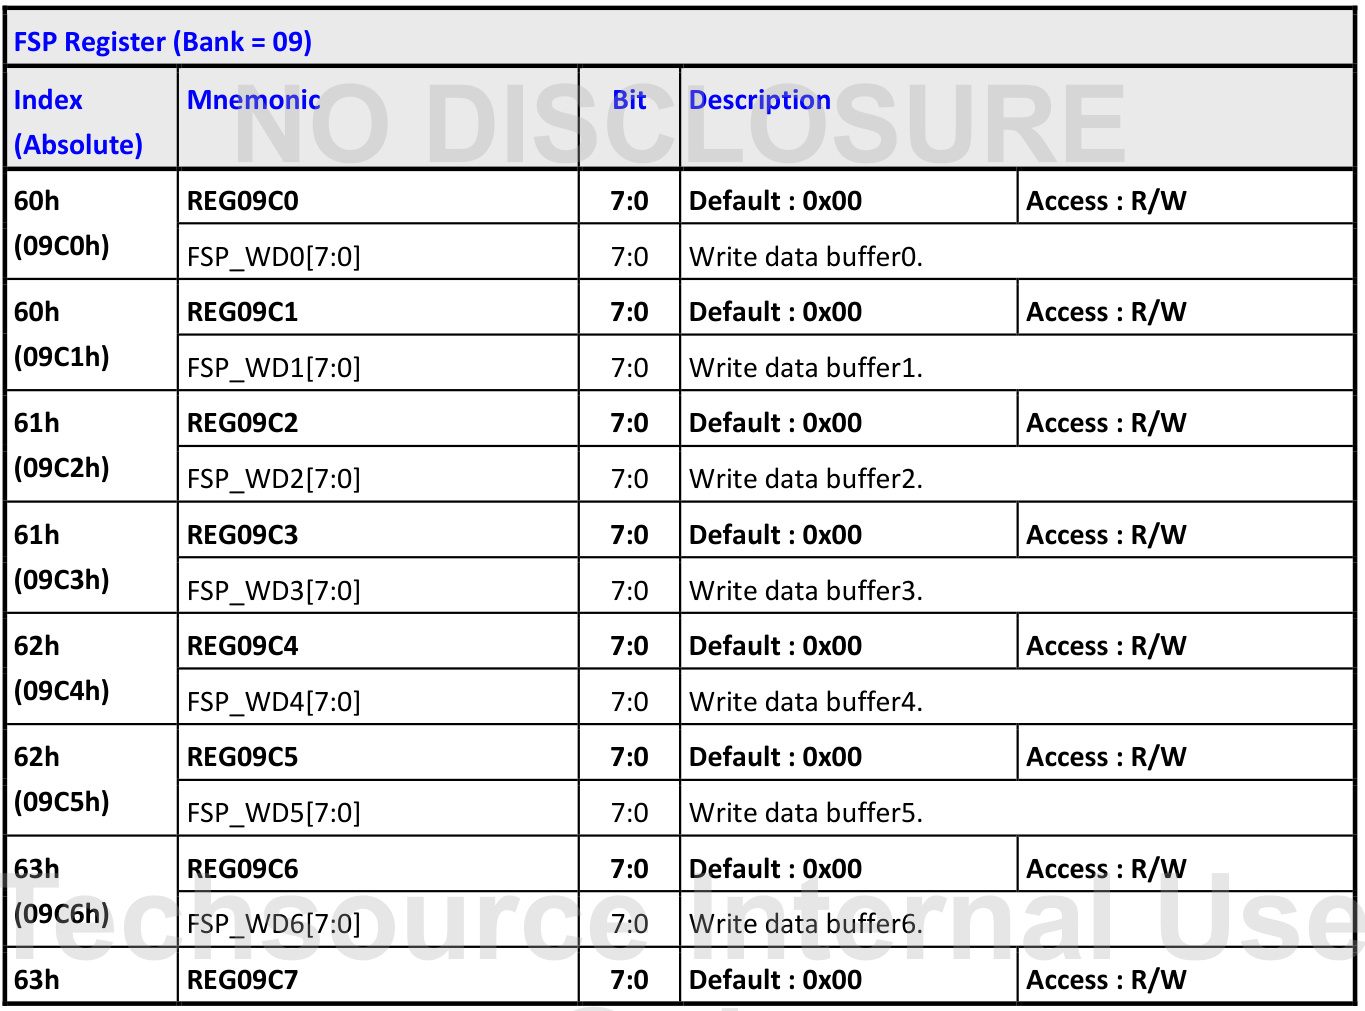 FSP Register (Bank = 09)
Index (Absolute) Mnemonic Bit Description
60h (09C0h) REG09C0 7:0 Default : 0x00 Access : R/W
FSP_WD0[7:0] 7:0 Write data buffer0.
60h (09C1h) REG09C1 7:0 Default : 0x00 Access : R/W
FSP_WD1[7:0] 7:0 Write data buffer1.
61h (09C2h) REG09C2 7:0 Default : 0x00 Access : R/W
FSP_WD2[7:0] 7:0 Write data buffer2.
61h (09C3h) REG09C3 7:0 Default : 0x00 Access : R/W
FSP_WD3[7:0] 7:0 Write data buffer3.
62h (09C4h) REG09C4 7:0 Default : 0x00 Access : R/W
FSP_WD4[7:0] 7:0 Write data buffer4.
62h (09C5h) REG09C5 7:0 Default : 0x00 Access : R/W
FSP_WD5[7:0] 7:0 Write data buffer5.
63h (09C6h) REG09C6 7:0 Default : 0x00 Access : R/W
FSP_WD6[7:0] 7:0 Write data buffer6.
63h REG09C7 7:0 Default : 0x00 Access : R/W
NO DISCLOSURE
Techsource Internal Use